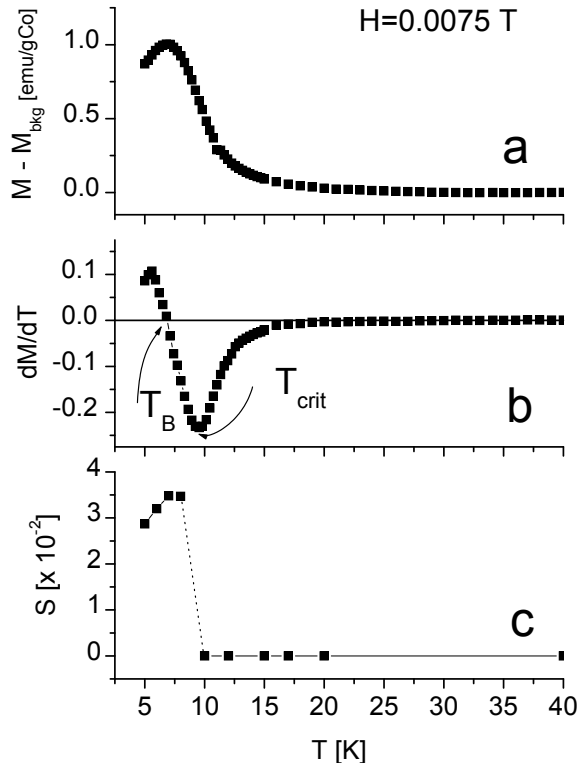 H=0.0075 T
M - M_bkg [emu/gCo]
1.0
0.5
0.0
a
dM/dT
0.1
0.0
-0.1
-0.2
T_B
T_crit
b
S [x 10^-2]
4
3
2
1
0
c
5 10 15 20 25 30 35 40
T [K]